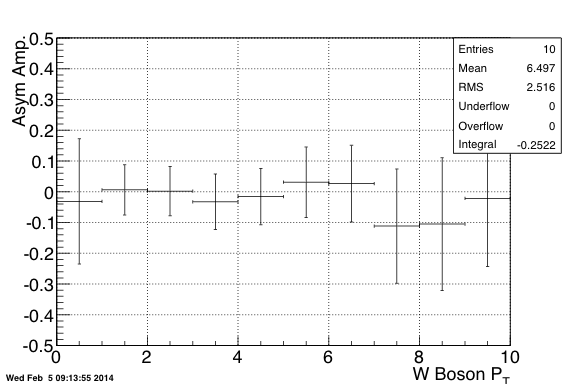 Asym Amp.
0.5
0.4
0.3
0.2
0.1
0
-0.1
-0.2
-0.3
-0.4
-0.5
Entries 10
Mean 6.497
RMS 2.516
Underflow 0
Overflow 0
Integral -0.2522
0 2 4 6 8 10
W Boson PT
Wed Feb 5 09:13:55 2014